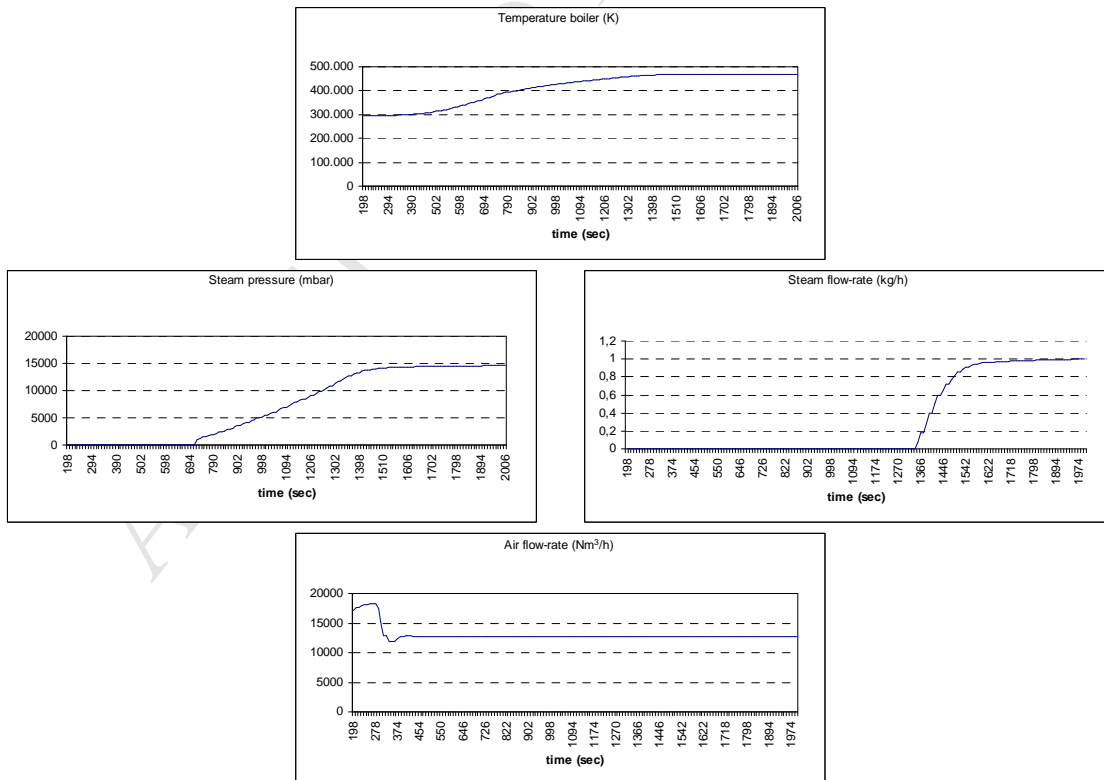 Temperature boiler (K)
500.000
400.000
300.000
200.000
100.000
0
198 294 390 502 598 694 790 902 998 1094 1206 1302 1398 1510 1606 1702 1798 1894 2006
time (sec)
Steam pressure (mbar)
20000
15000
10000
5000
0
198 294 390 502 598 694 790 902 998 1094 1206 1302 1398 1510 1606 1702 1798 1894 2006
time (sec)
Steam flow-rate (kg/h)
1,2
1
0,8
0,6
0,4
0,2
0
198 278 374 454 550 646 726 822 902 998 1094 1174 1270 1366 1446 1542 1622 1718 1798 1894 1974
time (sec)
Air flow-rate (Nm³/h)
20000
15000
10000
5000
0
198 278 374 454 550 646 726 822 902 998 1094 1174 1270 1366 1446 1542 1622 1718 1798 1894 1974
time (sec)